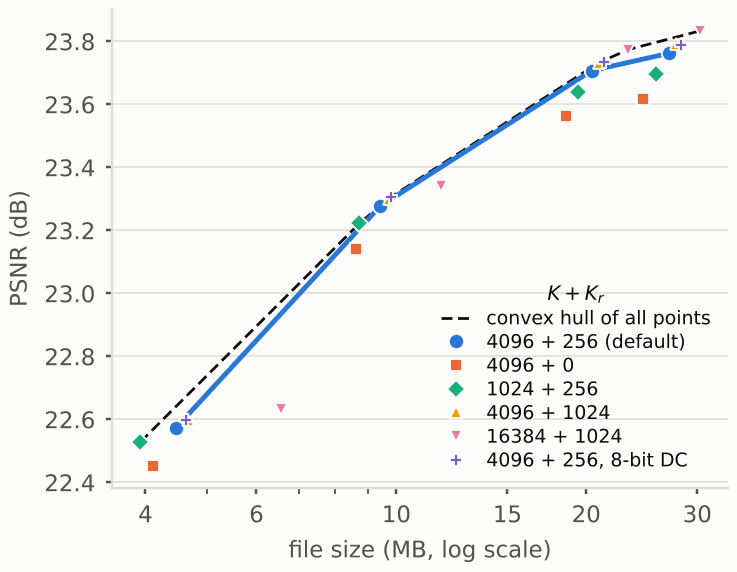 23.8
23.6
23.4
23.2
23.0
22.8
22.6
22.4
PSNR (dB)
4
6
10
15
20
30
file size (MB, log scale)
K + Kr
convex hull of all points
4096 + 256 (default)
4096 + 0
1024 + 256
4096 + 1024
16384 + 1024
4096 + 256, 8-bit DC